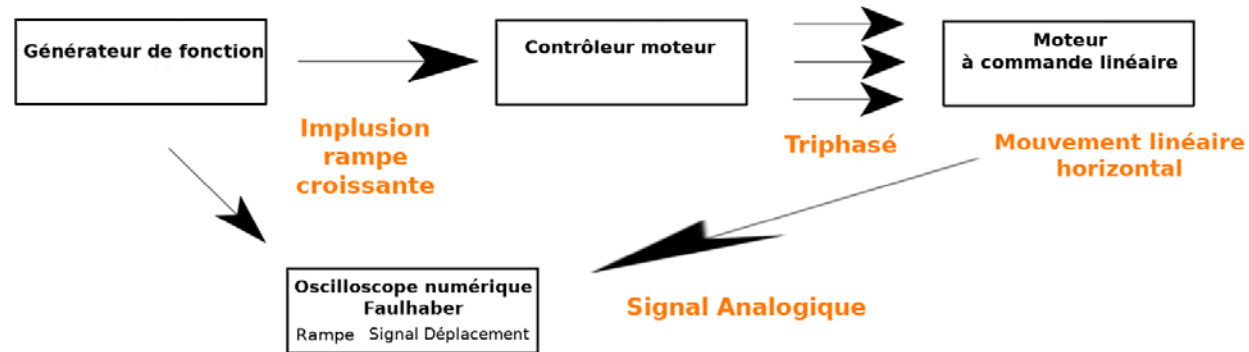 Générateur de fonction
Contrôleur moteur
Moteur
à commande linéaire
Implusion
rampe
croissante
Triphasé
Mouvement linéaire
horizontal
Oscilloscope numérique
Faulhaber
Rampe Signal Déplacement
Signal Analogique